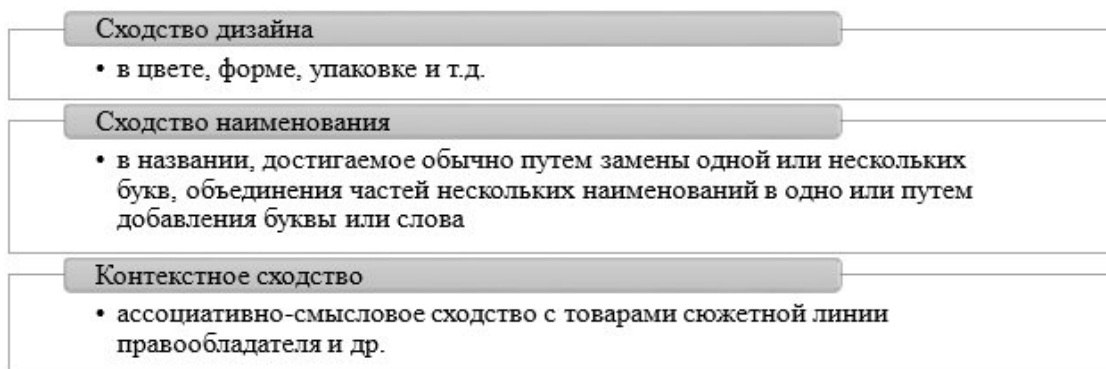 Сходство дизайна
• в цвете, форме, упаковке и т.д.
Сходство наименования
• в названии, достигаемое обычно путем замены одной или нескольких
букв, объединения частей нескольких наименований в одно или путем
добавления буквы или слова
Контекстное сходство
• ассоциативно-смысловое сходство с товарами сюжетной линии
правообладателя и др.